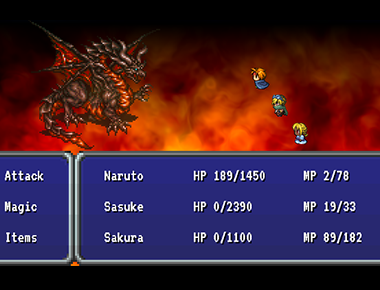 Attack Naruto HP 189/1450 MP 2/78
Magic Sasuke HP 0/2390 MP 19/33
Items Sakura HP 0/1100 MP 89/182